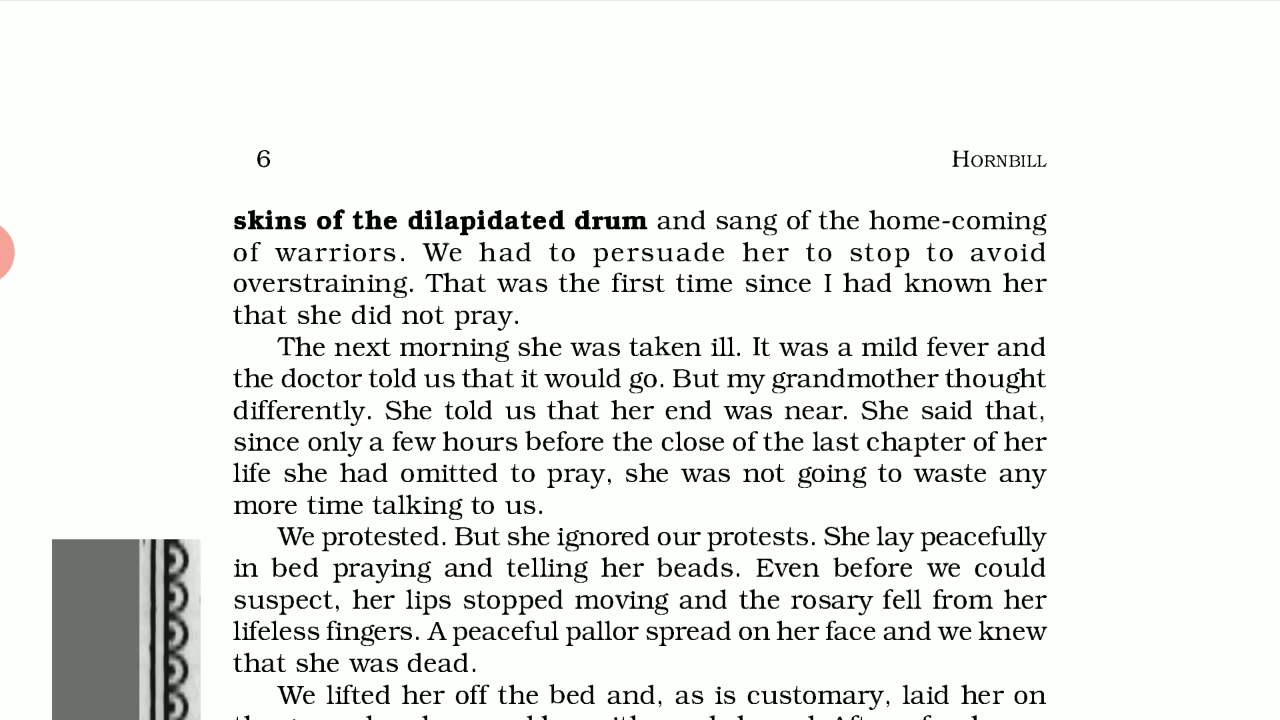 6 HORNBILL
skins of the dilapidated drum and sang of the home-coming
of warriors. We had to persuade her to stop to avoid
overstraining. That was the first time since I had known her
that she did not pray.
The next morning she was taken ill. It was a mild fever and
the doctor told us that it would go. But my grandmother thought
differently. She told us that her end was near. She said that,
since only a few hours before the close of the last chapter of her
life she had omitted to pray, she was not going to waste any
more time talking to us.
We protested. But she ignored our protests. She lay peacefully
in bed praying and telling her beads. Even before we could
suspect, her lips stopped moving and the rosary fell from her
lifeless fingers. A peaceful pallor spread on her face and we knew
that she was dead.
We lifted her off the bed and, as is customary, laid her on